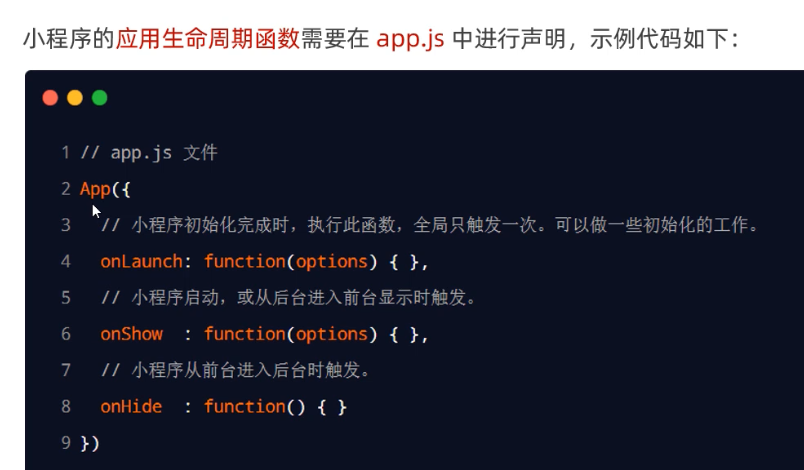 小程序的应用生命周期函数需要在 app.js 中进行声明，示例代码如下：
1 // app.js 文件
2 App({
3 // 小程序初始化完成时，执行此函数，全局只触发一次。可以做一些初始化的工作。
4 onLaunch: function(options) { },
5 // 小程序启动，或从后台进入前台显示时触发。
6 onShow  : function(options) { },
7 // 小程序从前台进入后台时触发。
8 onHide  : function() { }
9 })